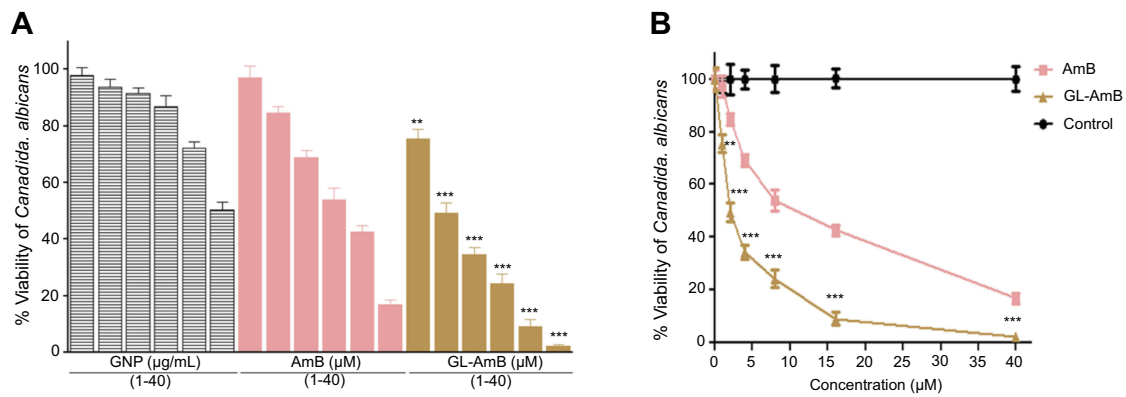 A
% Viability of Canadida. albicans
100
80
60
40
20
0
** *** *** *** *** ***
GNP (µg/mL) AmB (µM) GL-AmB (µM)
(1-40) (1-40) (1-40)
B
% Viability of Canadida. albicans
100
80
60
40
20
0
**
***
***
***
***
***
0 5 10 15 20 25 30 35 40
Concentration (µM)
AmB
GL-AmB
Control